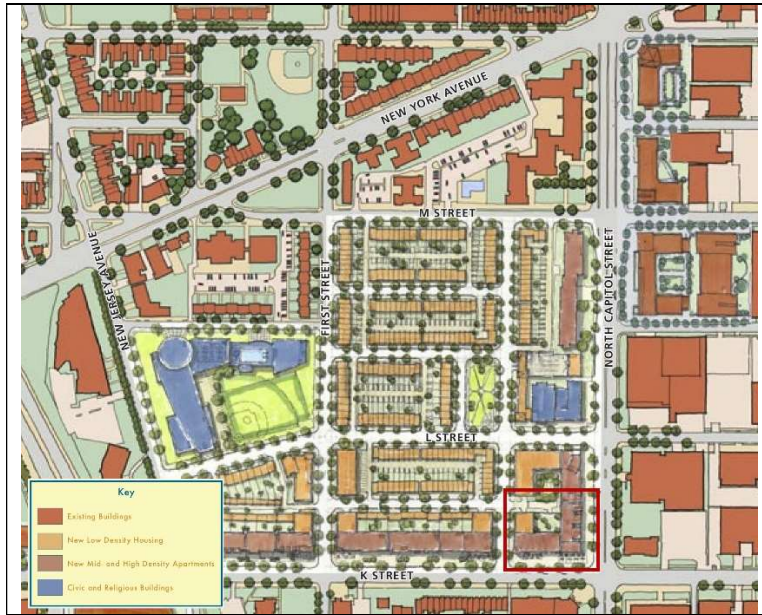 NEW YORK AVENUE
M STREET
NEW JERSEY AVENUE
FIRST STREET
NORTH CAPITOL STREET
L STREET
Key
Existing Buildings
New Low Density Housing
New Mid- and High Density Apartments
Civic and Religious Buildings
K STREET